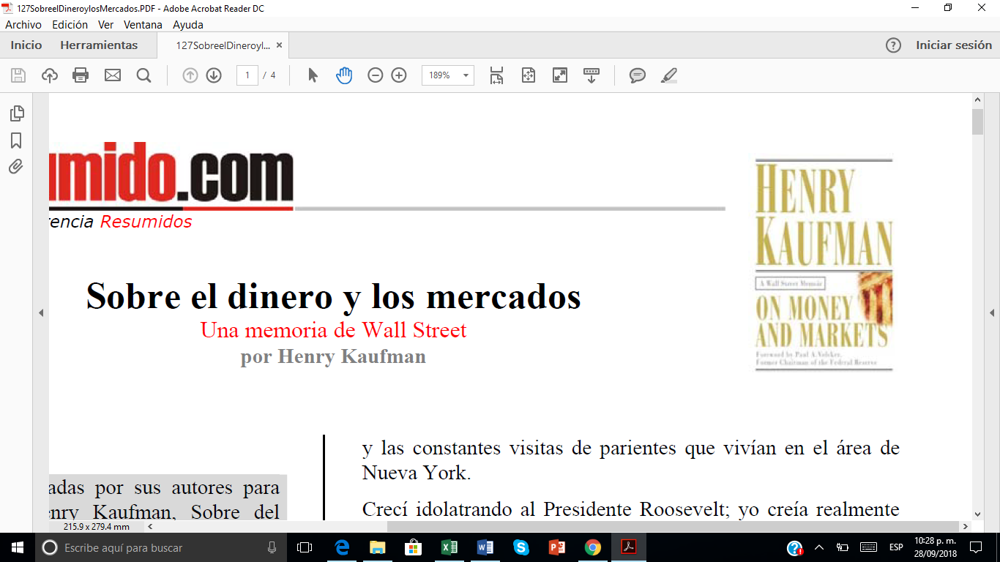 127SobreelDineroylosMercados.PDF - Adobe Acrobat Reader DC
Archivo Edición Ver Ventana Ayuda
Inicio Herramientas 127SobreelDineroyl... × Iniciar sesión
1 / 4 189%
umido.com
rencia Resumidos
HENRY
KAUFMAN
A Wall Street Memoir
ON MONEY
AND MARKETS
Foreword by Paul A. Volcker,
Former Chairman of the Federal Reserve
Sobre el dinero y los mercados
Una memoria de Wall Street
por Henry Kaufman
adas por sus autores para
enry Kaufman, Sobre del
y las constantes visitas de parientes que vivían en el área de
Nueva York.
Crecí idolatrando al Presidente Roosevelt; yo creía realmente
215.9 x 279.4 mm
Escribe aquí para buscar
ESP
10:28 p. m.
28/09/2018